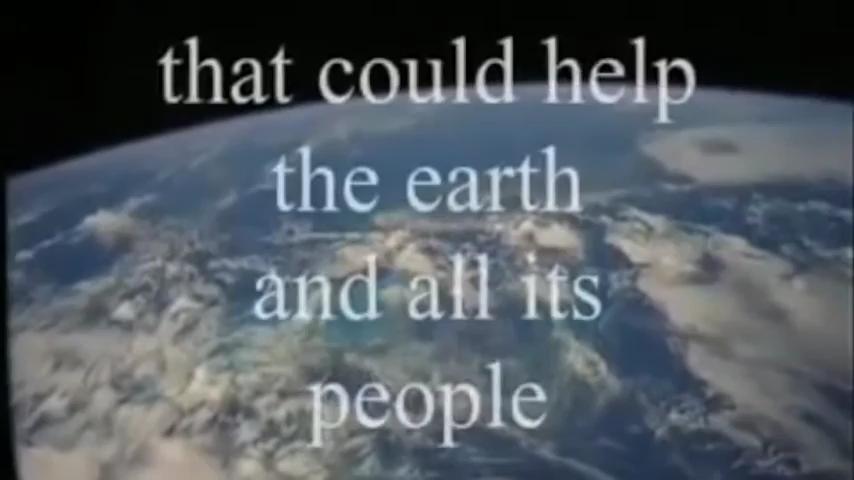 that could help
the earth
and all its
people